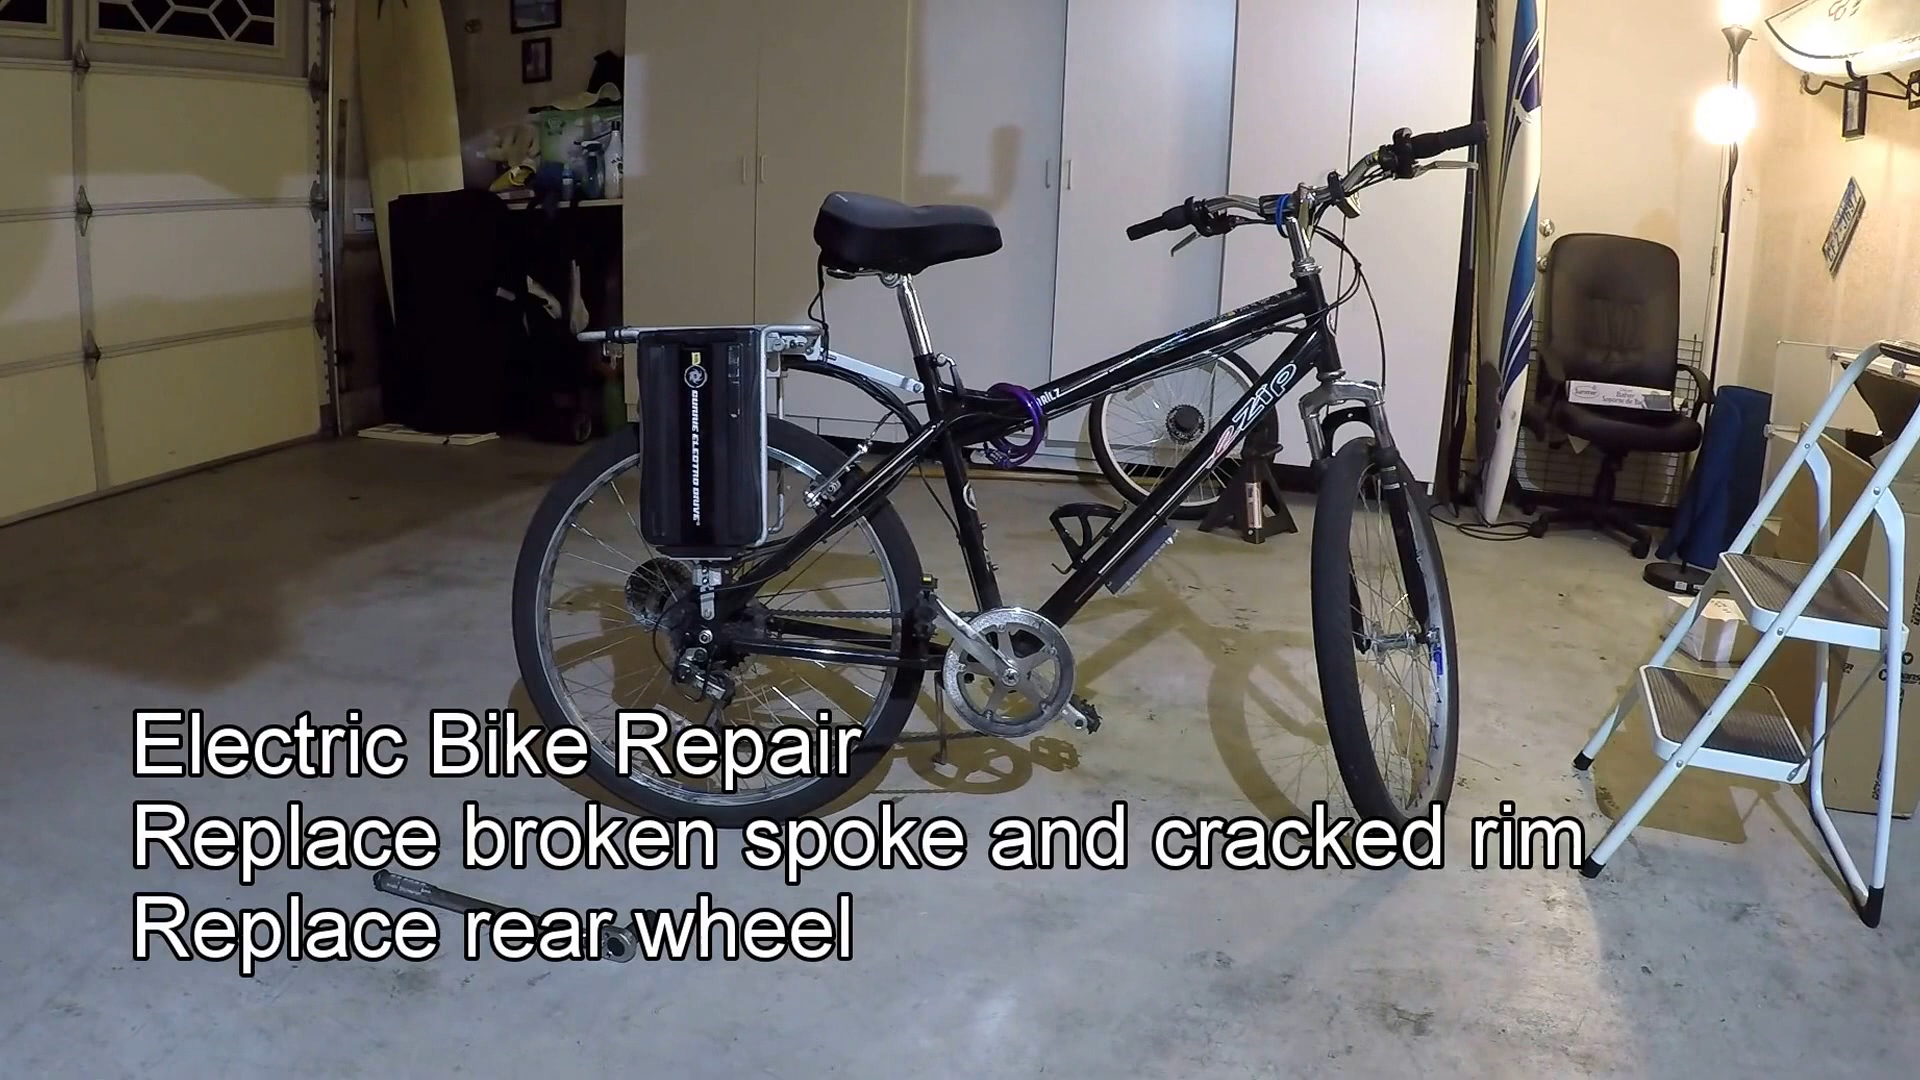 Electric Bike Repair
Replace broken spoke and cracked rim
Replace rear wheel
CURRIE ELECTRO DRIVE
eZip